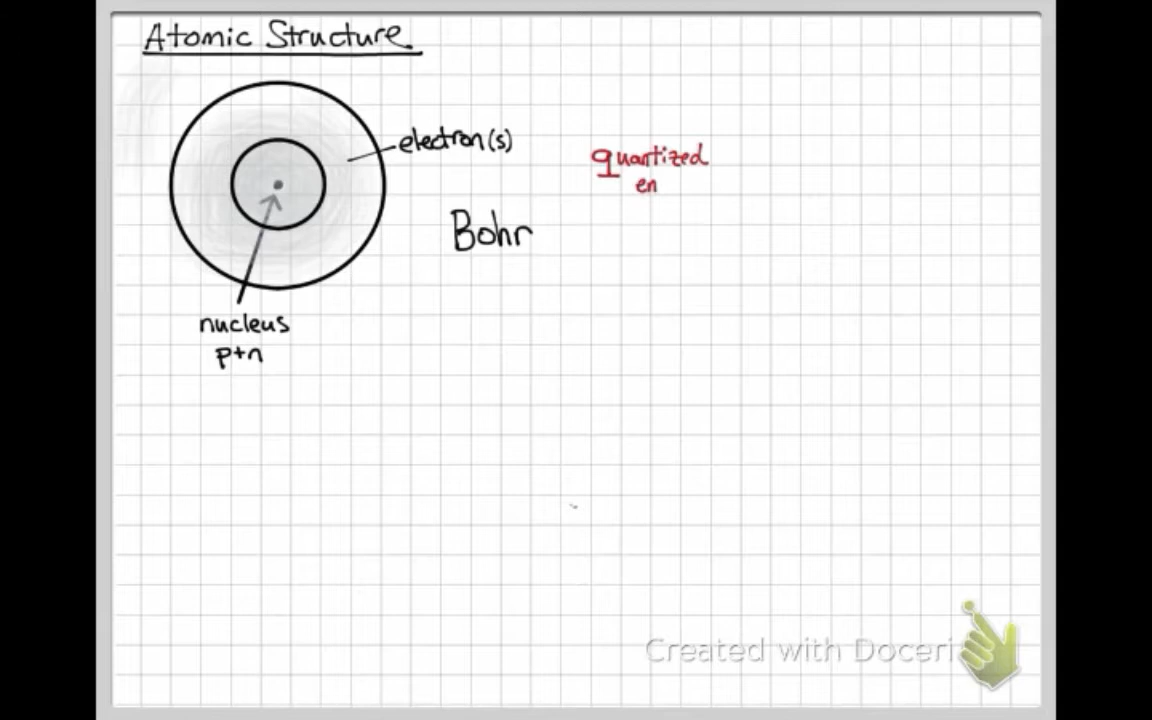 Atomic Structure
electron(s)
quantized
en
Bohr
nucleus
p+n
Created with Doceri